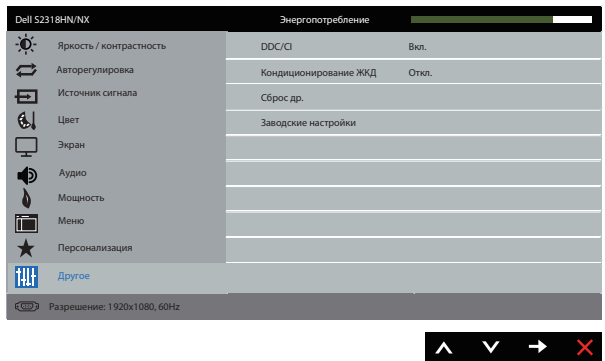 Dell S2318HN/NX Энергопотребление
Яркость / контрастность DDC/CI Вкл.
Авторегулировка Кондиционирование ЖКД Откл.
Источник сигнала Сброс др.
Цвет Заводские настройки
Экран
Аудио
Мощность
Меню
Персонализация
Другое
Разрешение: 1920x1080, 60Hz